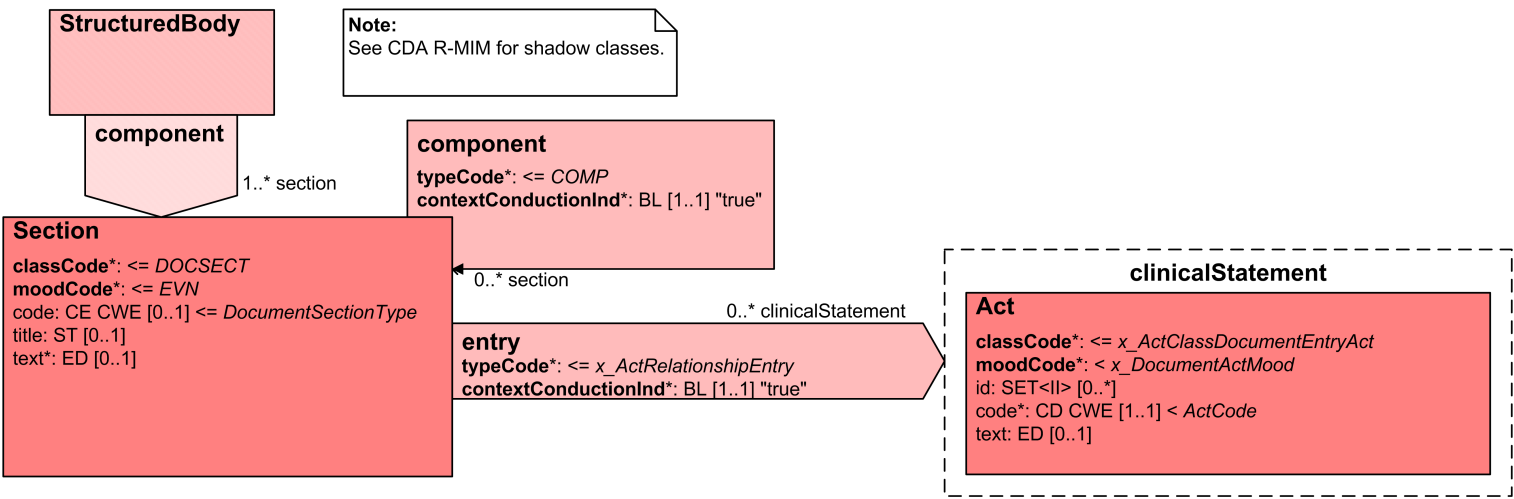 StructuredBody
Note:
See CDA R-MIM for shadow classes.
component
1..* section
component
typeCode*: <= COMP
contextConductionInd*: BL [1..1] "true"
0..* section
Section
classCode*: <= DOCSECT
moodCode*: <= EVN
code: CE CWE [0..1] <= DocumentSectionType
title: ST [0..1]
text*: ED [0..1]
0..* clinicalStatement
entry
typeCode*: <= x_ActRelationshipEntry
contextConductionInd*: BL [1..1] "true"
clinicalStatement
Act
classCode*: <= x_ActClassDocumentEntryAct
moodCode*: < x_DocumentActMood
id: SET<II> [0..*]
code*: CD CWE [1..1] < ActCode
text: ED [0..1]